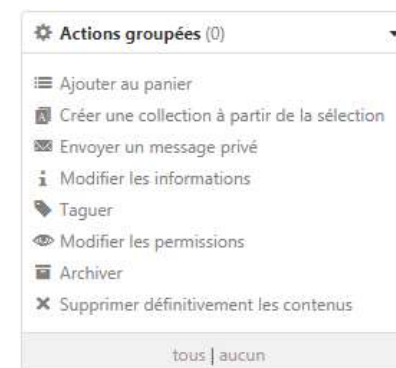 Actions groupées (0)
Ajouter au panier
Créer une collection à partir de la sélection
Envoyer un message privé
Modifier les informations
Taguer
Modifier les permissions
Archiver
Supprimer définitivement les contenus
tous | aucun